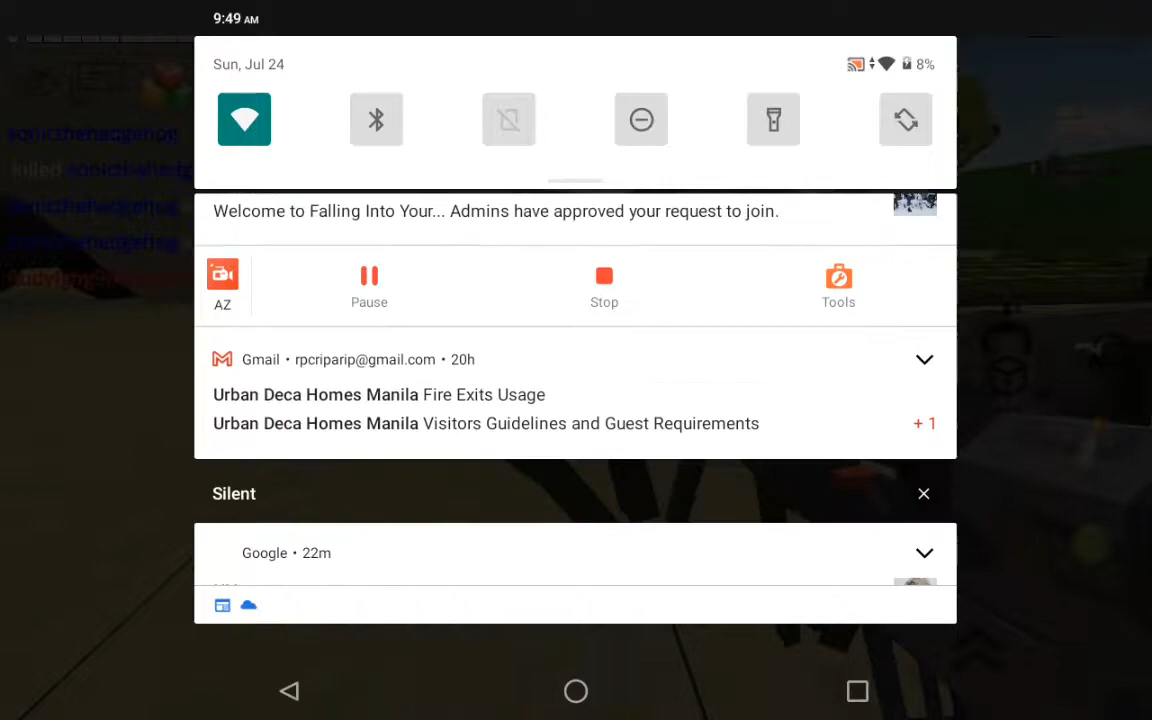 9:49 AM
Sun, Jul 24
8%
Welcome to Falling Into Your... Admins have approved your request to join.
AZ
Pause
Stop
Tools
Gmail • rpcriparip@gmail.com • 20h
Urban Deca Homes Manila Fire Exits Usage
Urban Deca Homes Manila Visitors Guidelines and Guest Requirements
+ 1
Silent
Google • 22m
killed